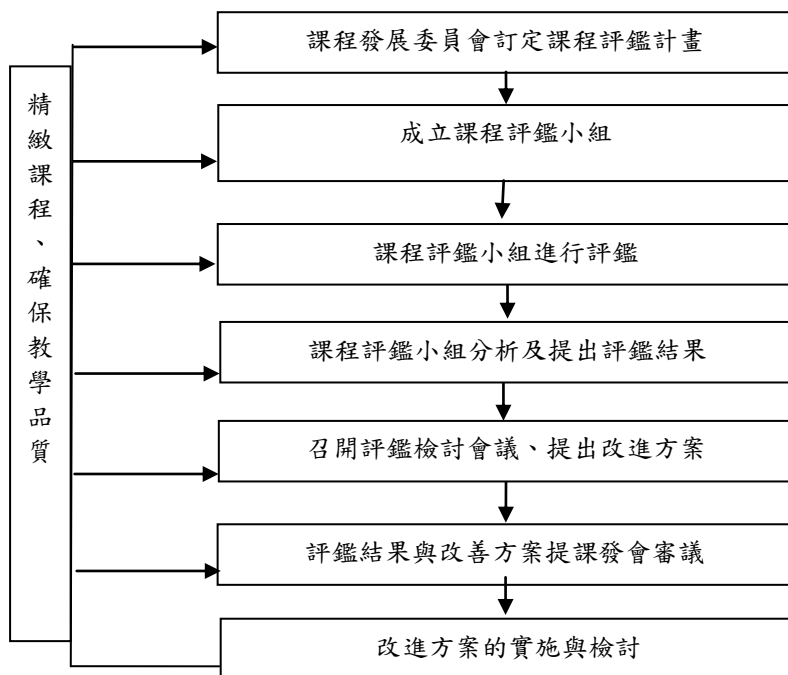 精緻課程、確保教學品質
課程發展委員會訂定課程評鑑計畫
成立課程評鑑小組
課程評鑑小組進行評鑑
課程評鑑小組分析及提出評鑑結果
召開評鑑檢討會議、提出改進方案
評鑑結果與改善方案提課發會審議
改進方案的實施與檢討